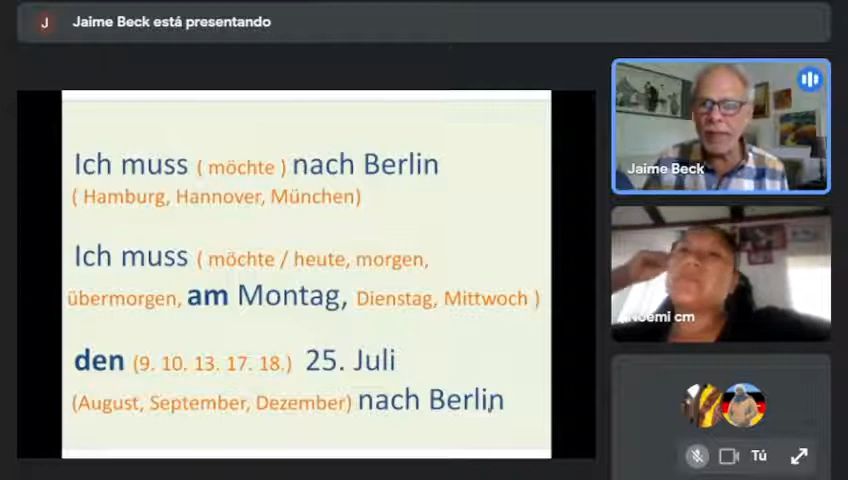 J Jaime Beck está presentando
Ich muss ( möchte ) nach Berlin
( Hamburg, Hannover, München)
Ich muss ( möchte / heute, morgen,
übermorgen, am Montag, Dienstag, Mittwoch )
den (9. 10. 13. 17. 18.) 25. Juli
(August, September, Dezember) nach Berlin
Jaime Beck
Noemi cm
Tú